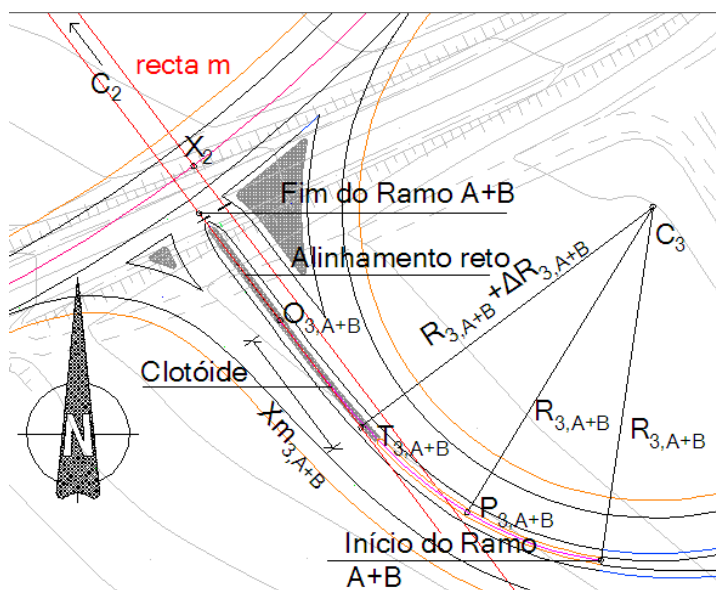 recta m
C₂
X₂
Fim do Ramo A+B
Alinhamento reto
C₃
R₃,A+B+ΔR₃,A+B
O₃,A+B
Clotóide
Xm₃,A+B
T₃,A+B
R₃,A+B
R₃,A+B
N
P₃,A+B
Início do Ramo
A+B